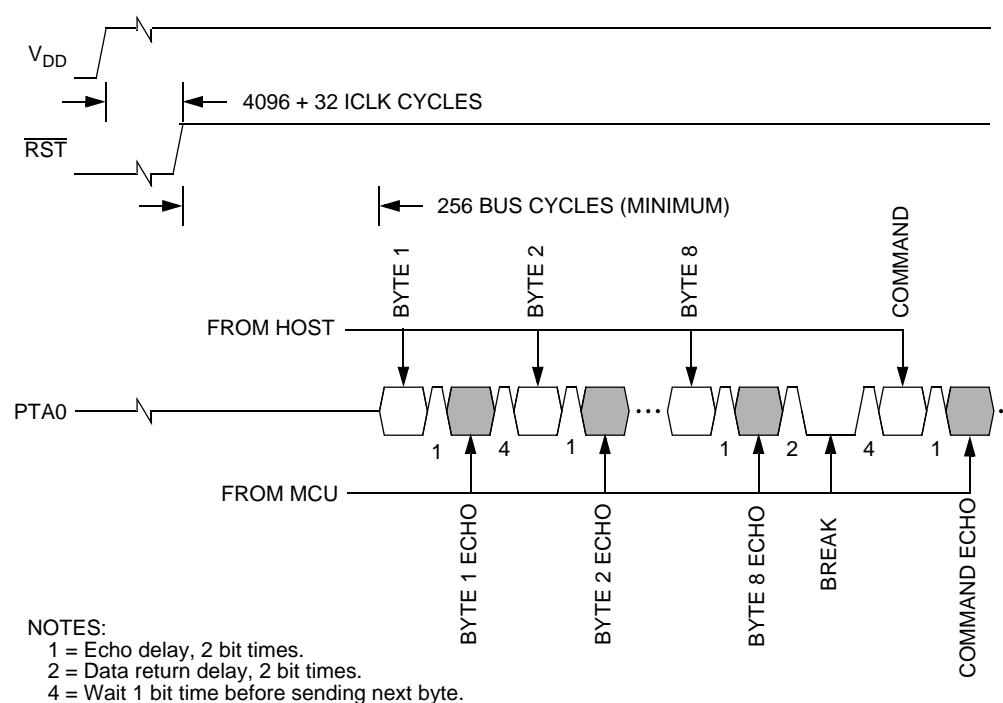 VDD
4096 + 32 ICLK CYCLES
RST
256 BUS CYCLES (MINIMUM)
BYTE 1
BYTE 2
BYTE 8
COMMAND
FROM HOST
PTA0
1
4
1
1
2
4
1
FROM MCU
BYTE 1 ECHO
BYTE 2 ECHO
BYTE 8 ECHO
BREAK
COMMAND ECHO
NOTES:
1 = Echo delay, 2 bit times.
2 = Data return delay, 2 bit times.
4 = Wait 1 bit time before sending next byte.